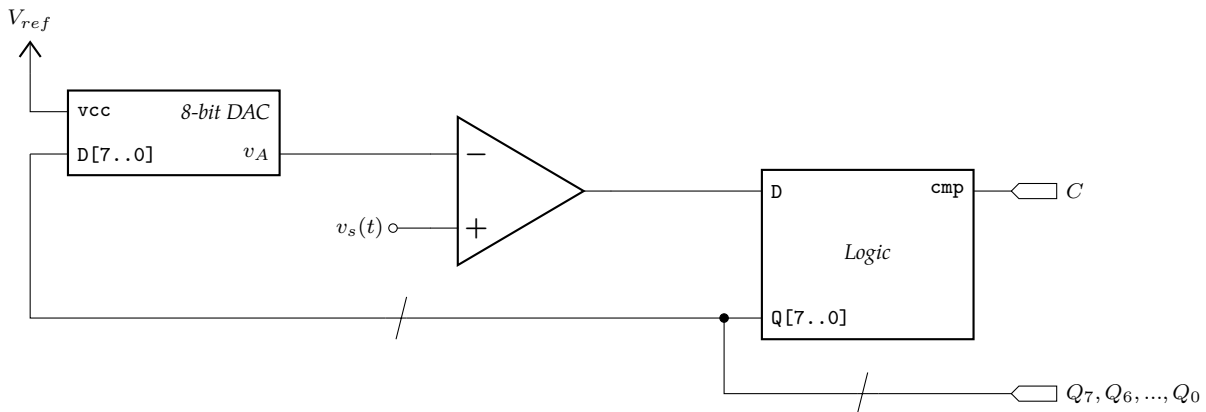 V_ref
vcc 8-bit DAC
D[7..0] v_A
−
+
v_s(t)
D cmp
C
Logic
Q[7..0]
Q_7, Q_6, ..., Q_0